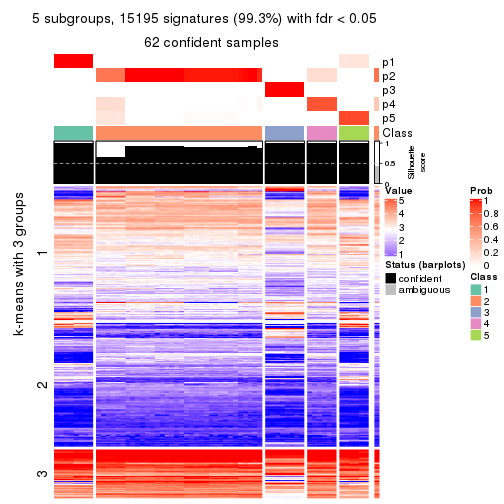 5 subgroups, 15195 signatures (99.3%) with fdr < 0.05
62 confident samples
p1
p2
p3
p4
p5
Class
1
0.5
0
Silhouette
score
k-means with 3 groups
1
2
3
Value
5
4
3
2
1
Status (barplots)
confident
ambiguous
Prob
1
0.8
0.6
0.4
0.2
0
Class
1
2
3
4
5